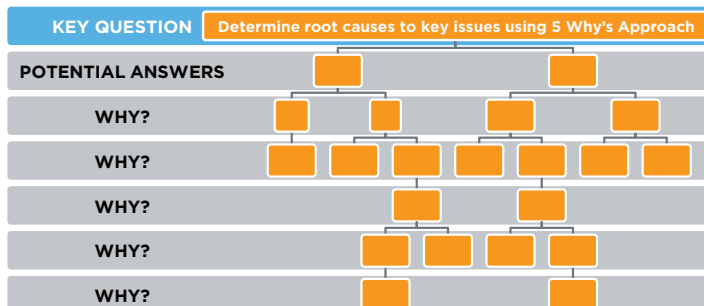 KEY QUESTION Determine root causes to key issues using 5 Why's Approach
POTENTIAL ANSWERS
WHY?
WHY?
WHY?
WHY?
WHY?